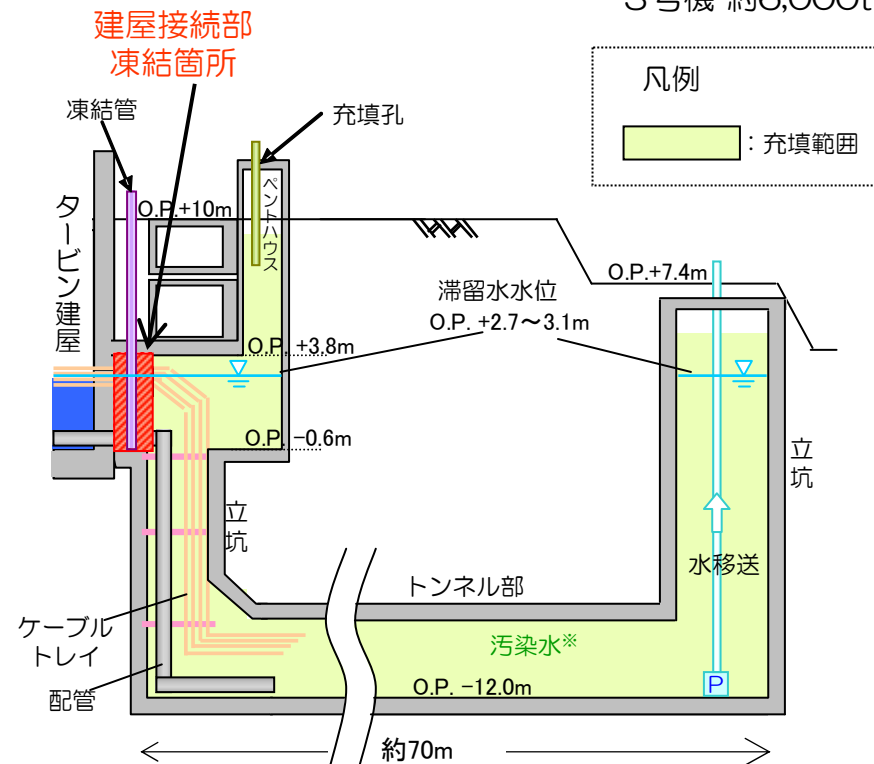 3号機 約6,000t
建屋接続部
凍結箇所
凡例
：充填範囲
凍結管
充填孔
ペントハウス
タービン建屋
O.P.+10m
O.P.+7.4m
滞留水水位
O.P. +2.7～3.1m
O.P. +3.8m
O.P. -0.6m
立坑
立坑
水移送
トンネル部
ケーブル
トレイ
汚染水※
配管
O.P. -12.0m
P
約70m